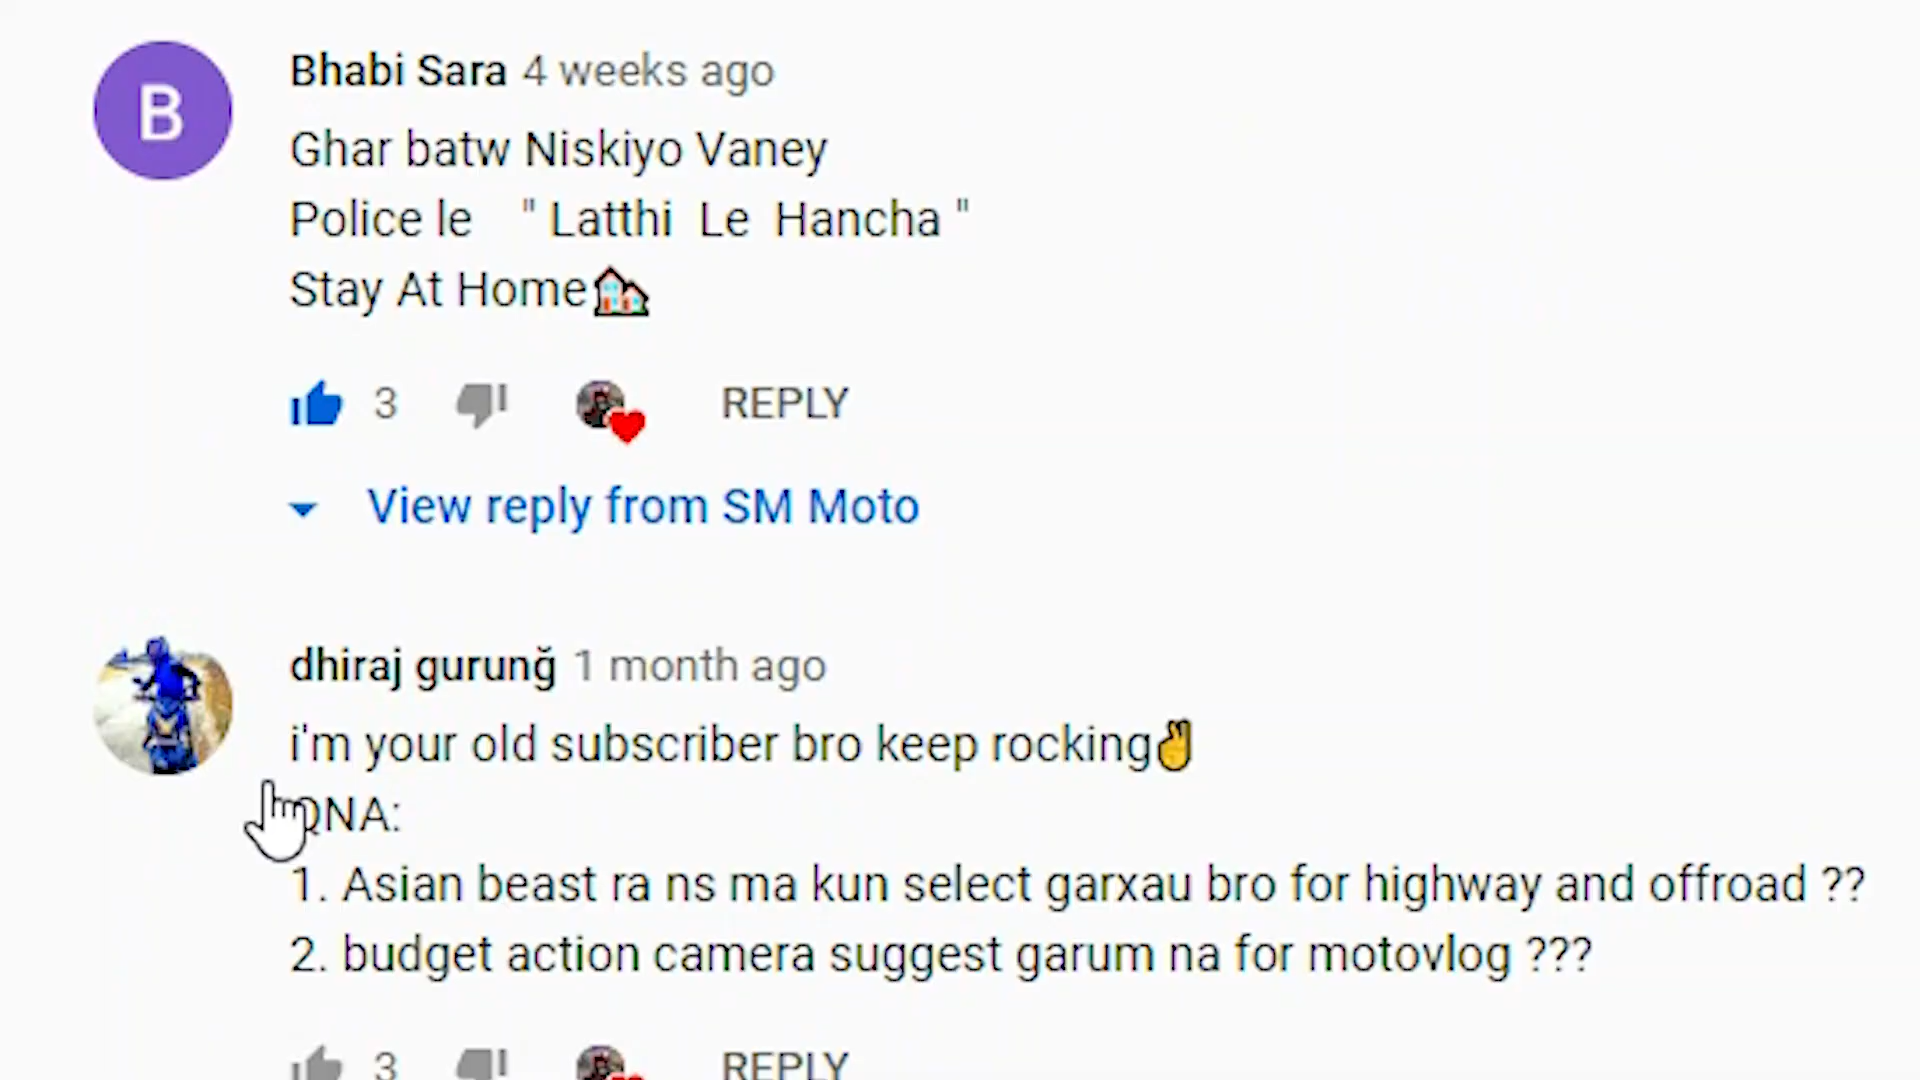 B
Bhabi Sara 4 weeks ago
Ghar batw Niskiyo Vaney
Police le " Latthi Le Hancha "
Stay At Home🏠
3 REPLY
View reply from SM Moto
dhiraj gurunğ 1 month ago
i'm your old subscriber bro keep rocking✌
QNA:
1. Asian beast ra ns ma kun select garxau bro for highway and offroad ??
2. budget action camera suggest garum na for motovlog ???
3 REPLY